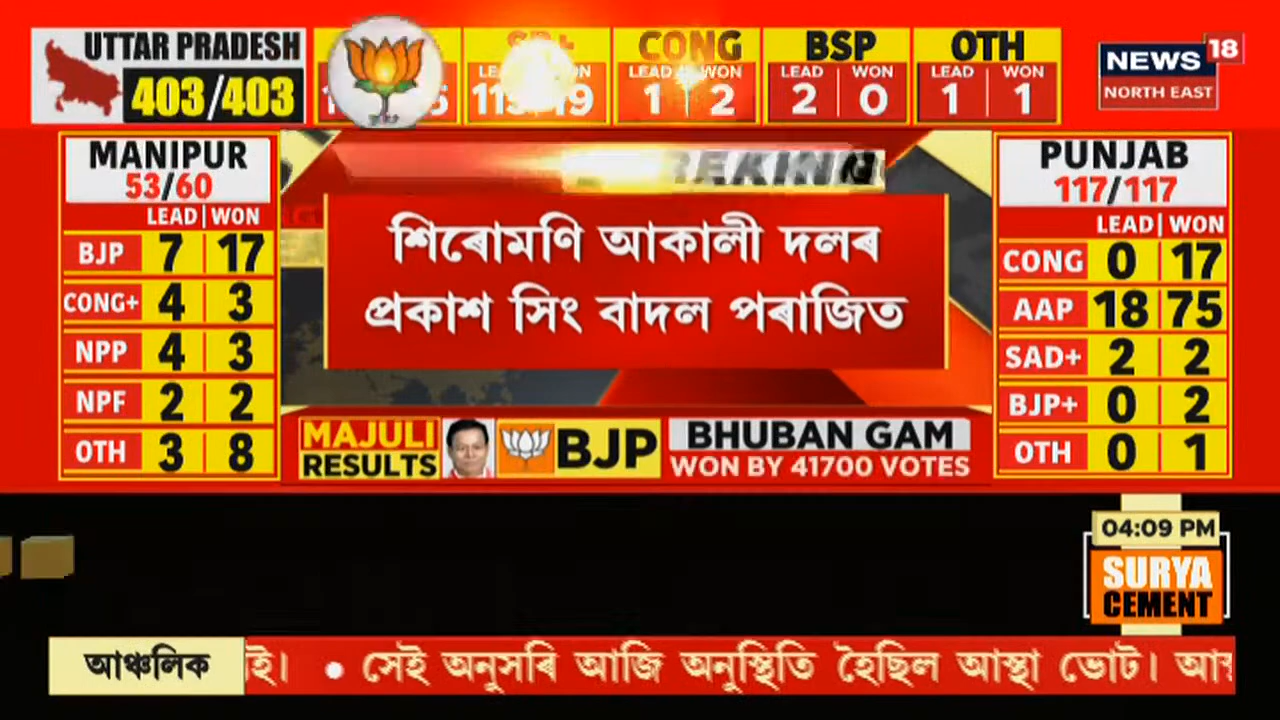 UTTAR PRADESH
403/403
CONG
LEAD WON
1 2
BSP
LEAD WON
2 0
OTH
LEAD WON
1 1
NEWS 18
NORTH EAST
MANIPUR
53/60
LEAD WON
BJP 7 17
CONG+ 4 3
NPP 4 3
NPF 2 2
OTH 3 8
শিৰোমণি আকালী দলৰ
প্ৰকাশ সিং বাদল পৰাজিত
PUNJAB
117/117
LEAD WON
CONG 0 17
AAP 18 75
SAD+ 2 2
BJP+ 0 2
OTH 0 1
MAJULI
RESULTS
BJP
BHUBAN GAM
WON BY 41700 VOTES
04:09 PM
SURYA
CEMENT
আঞ্চলিক
সেই অনুসৰি আজি অনুস্থিতি হৈছিল আস্থা ভোট।